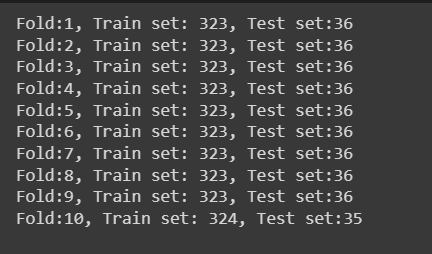 Fold:1, Train set: 323, Test set:36
Fold:2, Train set: 323, Test set:36
Fold:3, Train set: 323, Test set:36
Fold:4, Train set: 323, Test set:36
Fold:5, Train set: 323, Test set:36
Fold:6, Train set: 323, Test set:36
Fold:7, Train set: 323, Test set:36
Fold:8, Train set: 323, Test set:36
Fold:9, Train set: 323, Test set:36
Fold:10, Train set: 324, Test set:35